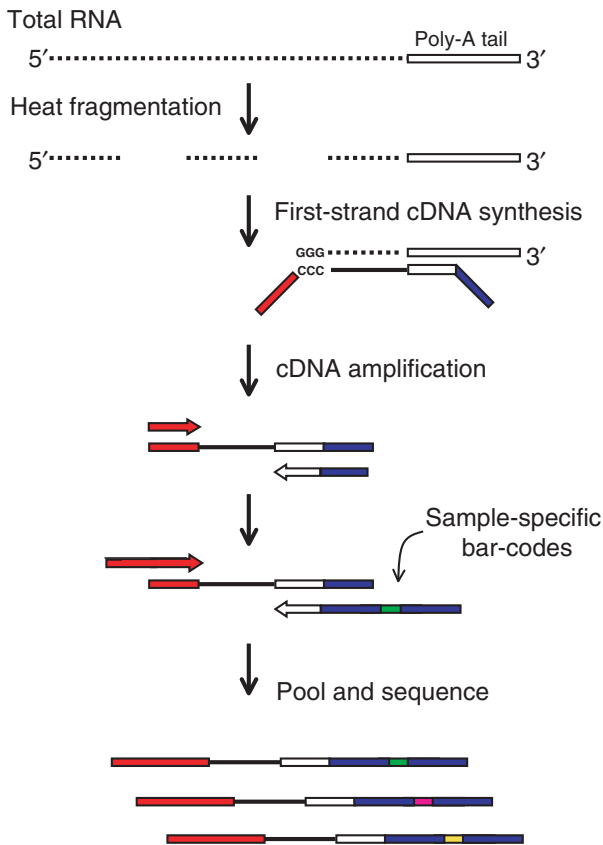 Total RNA
Poly-A tail
5′ 3′
Heat fragmentation
5′ 3′
First-strand cDNA synthesis
GGG 3′
CCC
cDNA amplification
Sample-specific
bar-codes
Pool and sequence